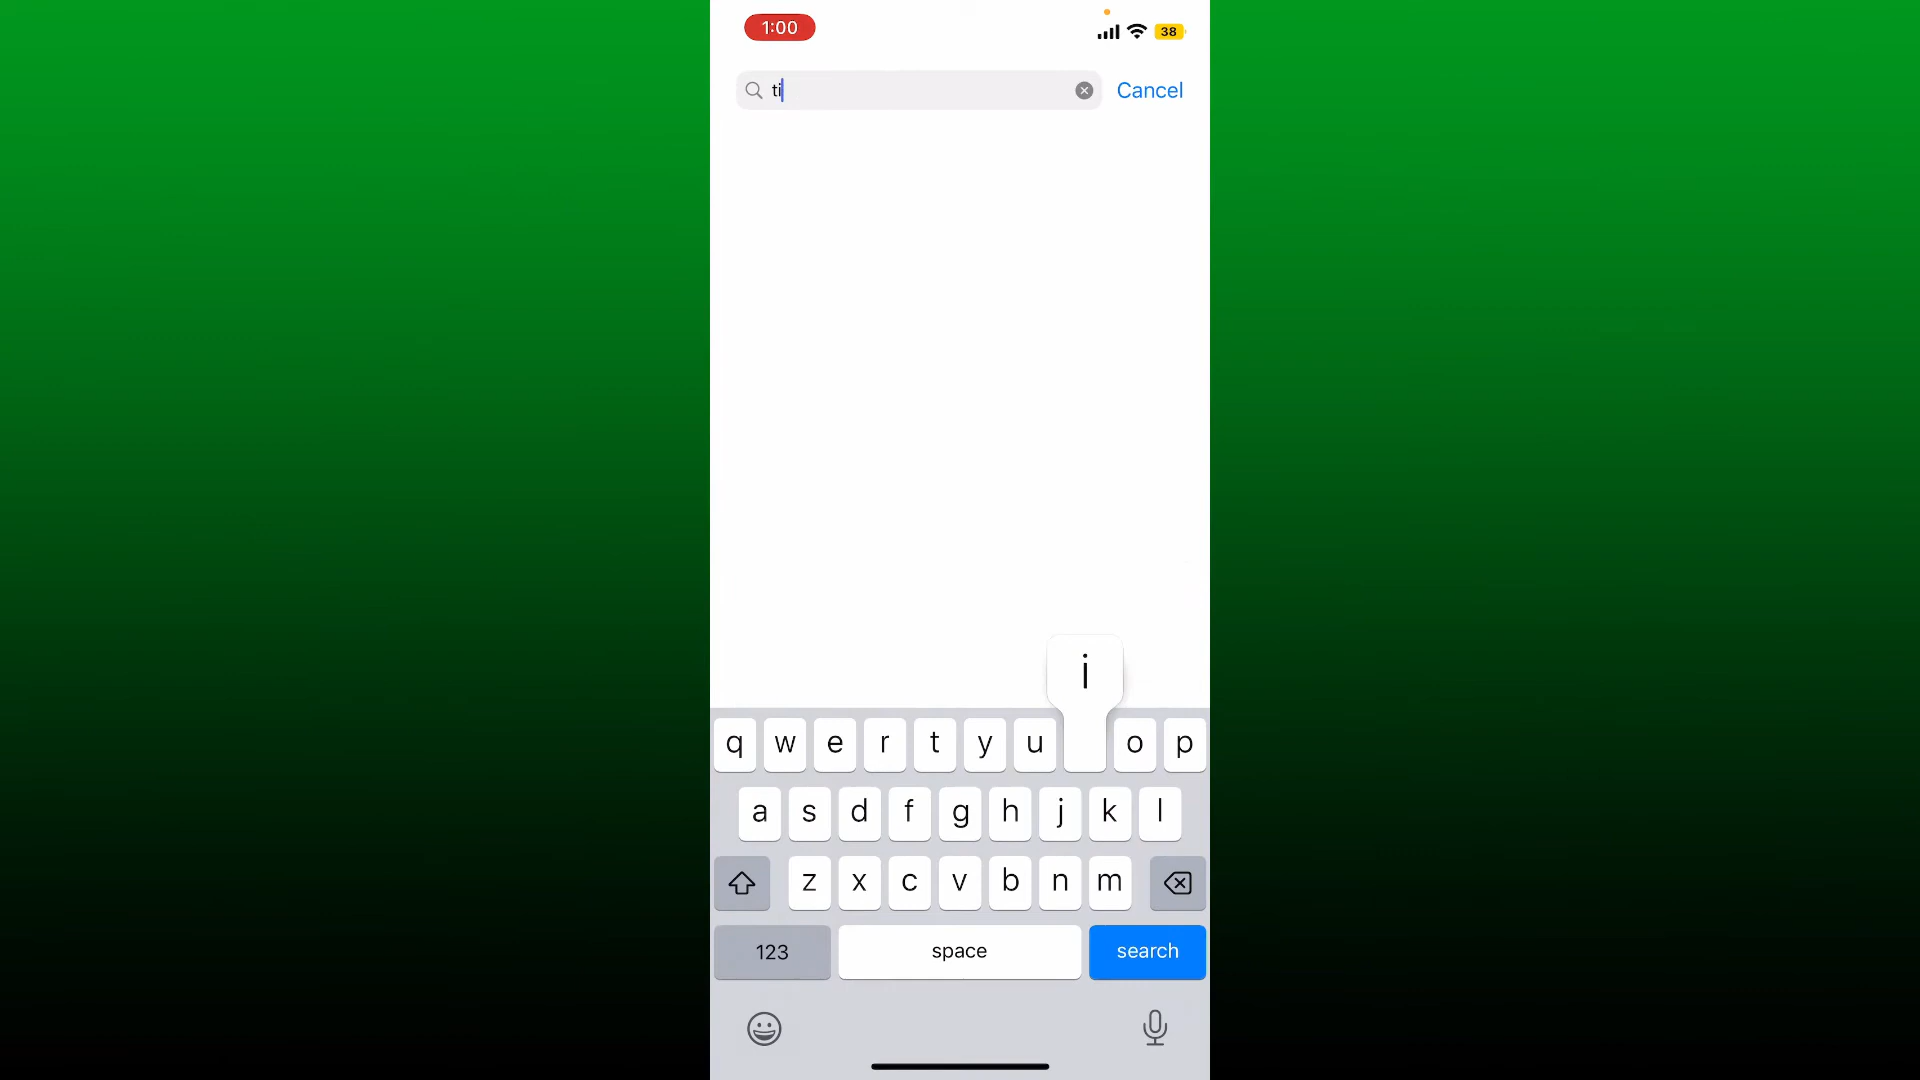 1:00
38
ti
Cancel
i
q w e r t y u o p
a s d f g h j k l
z x c v b n m
123 space search